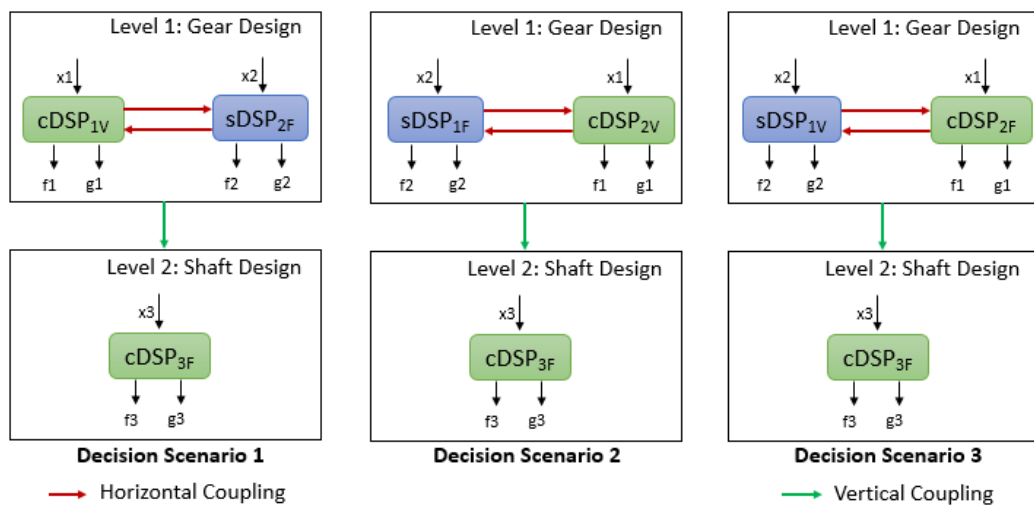 Level 1: Gear Design
x1 x2
cDSP1V sDSP2F
f1 g1 f2 g2
Level 2: Shaft Design
x3
cDSP3F
f3 g3
Decision Scenario 1
Level 1: Gear Design
x2 x1
sDSP1F cDSP2V
f2 g2 f1 g1
Level 2: Shaft Design
x3
cDSP3F
f3 g3
Decision Scenario 2
Level 1: Gear Design
x2 x1
sDSP1V cDSP2F
f2 g2 f1 g1
Level 2: Shaft Design
x3
cDSP3F
f3 g3
Decision Scenario 3
Horizontal Coupling
Vertical Coupling